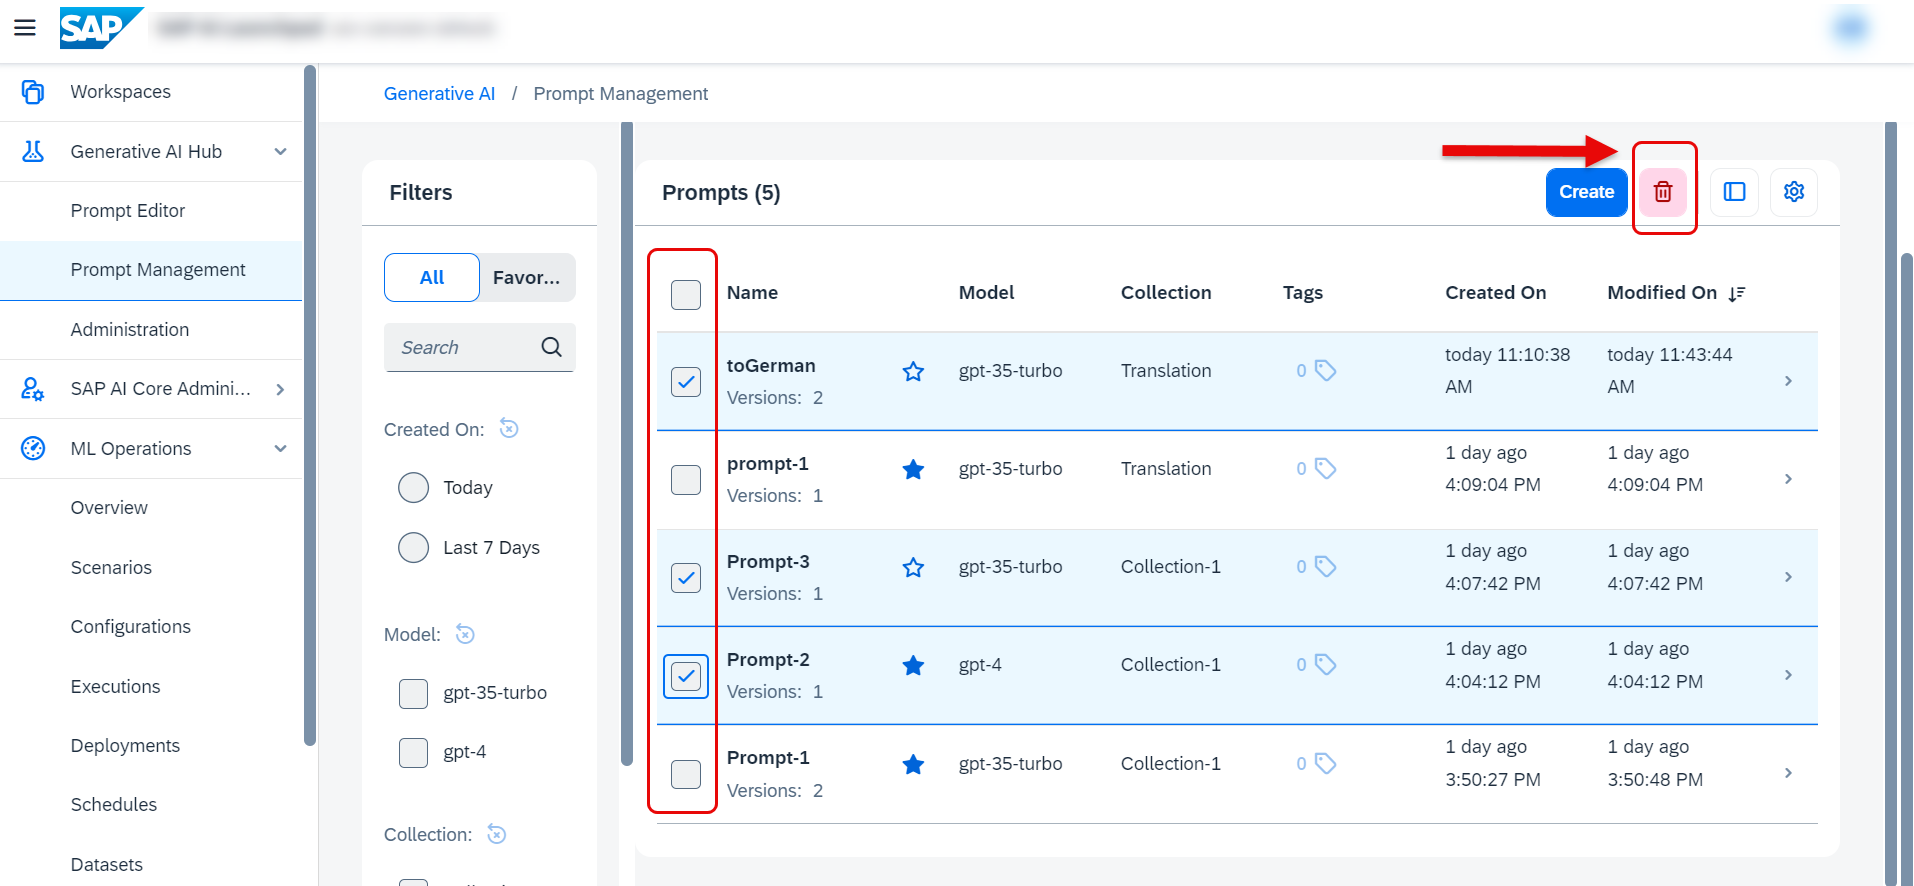 SAP
Workspaces
Generative AI Hub
Prompt Editor
Prompt Management
Administration
SAP AI Core Admini...
ML Operations
Overview
Scenarios
Configurations
Executions
Deployments
Schedules
Datasets
Generative AI / Prompt Management
Filters
All Favor...
Search
Created On:
Today
Last 7 Days
Model:
gpt-35-turbo
gpt-4
Collection:
Prompts (5)
Create
Name Model Collection Tags Created On Modified On
toGerman gpt-35-turbo Translation 0 today 11:10:38 today 11:43:44
Versions: 2 AM AM
prompt-1 gpt-35-turbo Translation 0 1 day ago 1 day ago
Versions: 1 4:09:04 PM 4:09:04 PM
Prompt-3 gpt-35-turbo Collection-1 0 1 day ago 1 day ago
Versions: 1 4:07:42 PM 4:07:42 PM
Prompt-2 gpt-4 Collection-1 0 1 day ago 1 day ago
Versions: 1 4:04:12 PM 4:04:12 PM
Prompt-1 gpt-35-turbo Collection-1 0 1 day ago 1 day ago
Versions: 2 3:50:27 PM 3:50:48 PM